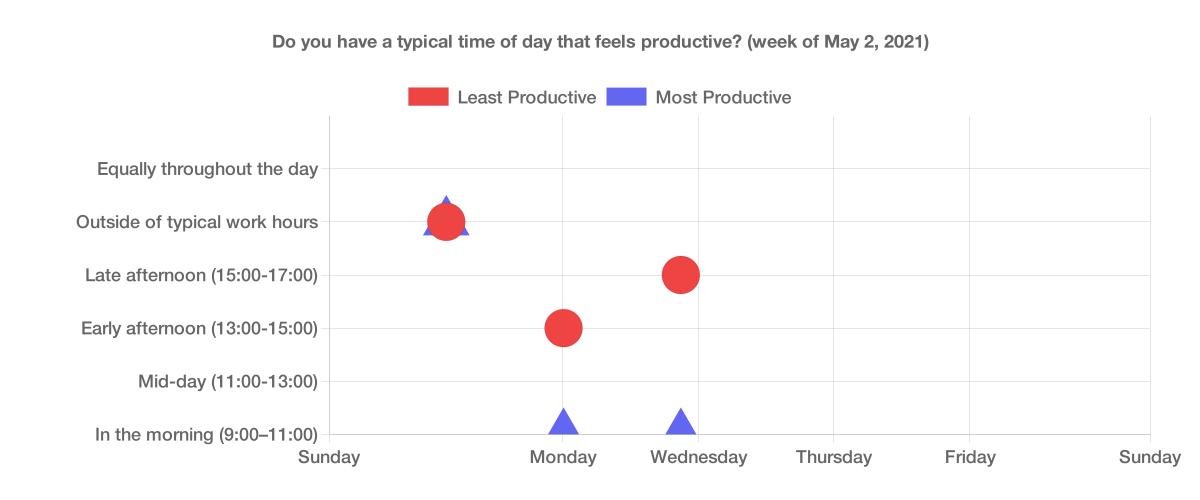 Do you have a typical time of day that feels productive? (week of May 2, 2021)
Least Productive Most Productive
Equally throughout the day
Outside of typical work hours
Late afternoon (15:00-17:00)
Early afternoon (13:00-15:00)
Mid-day (11:00-13:00)
In the morning (9:00–11:00)
Sunday Monday Wednesday Thursday Friday Sunday